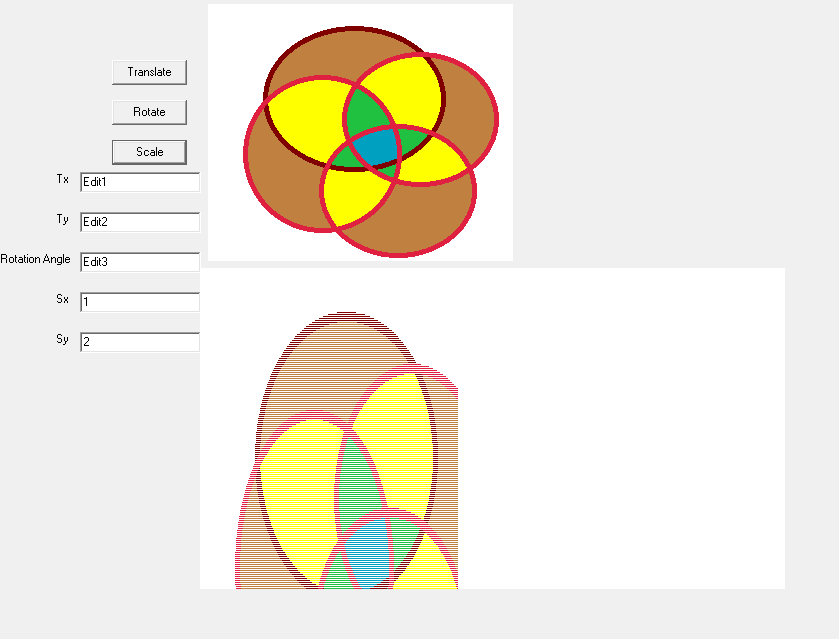 Translate
Rotate
Scale
Tx Edit1
Ty Edit2
Rotation Angle Edit3
Sx 1
Sy 2